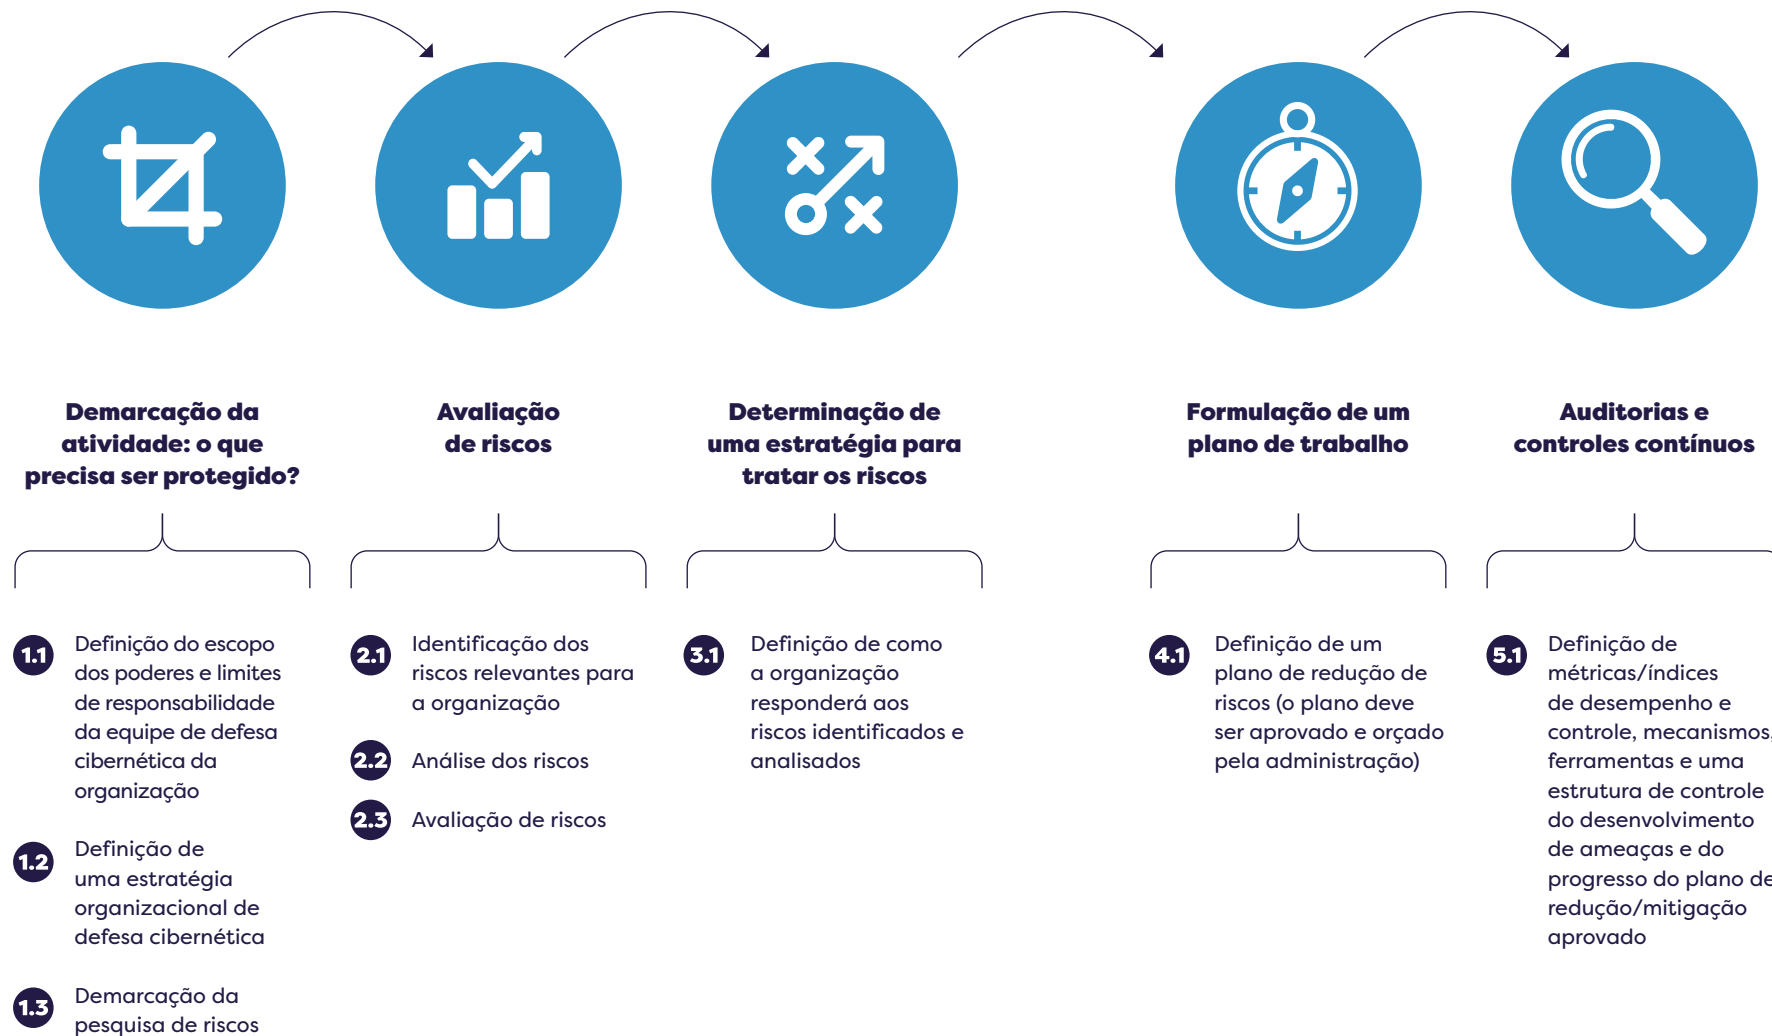 Demarcação da
atividade: o que
precisa ser protegido?
1.1
Definição do escopo
dos poderes e limites
de responsabilidade
da equipe de defesa
cibernética da
organização
1.2
Definição de
uma estratégia
organizacional de
defesa cibernética
1.3
Demarcação da
pesquisa de riscos
Avaliação
de riscos
2.1
Identificação dos
riscos relevantes para
a organização
2.2
Análise dos riscos
2.3
Avaliação de riscos
Determinação de
uma estratégia para
tratar os riscos
3.1
Definição de como
a organização
responderá aos
riscos identificados e
analisados
Formulação de um
plano de trabalho
4.1
Definição de um
plano de redução de
riscos (o plano deve
ser aprovado e orçado
pela administração)
Auditorias e
controles contínuos
5.1
Definição de
métricas/índices
de desempenho e
controle, mecanismos,
ferramentas e uma
estrutura de controle
do desenvolvimento
de ameaças e do
progresso do plano de
redução/mitigação
aprovado